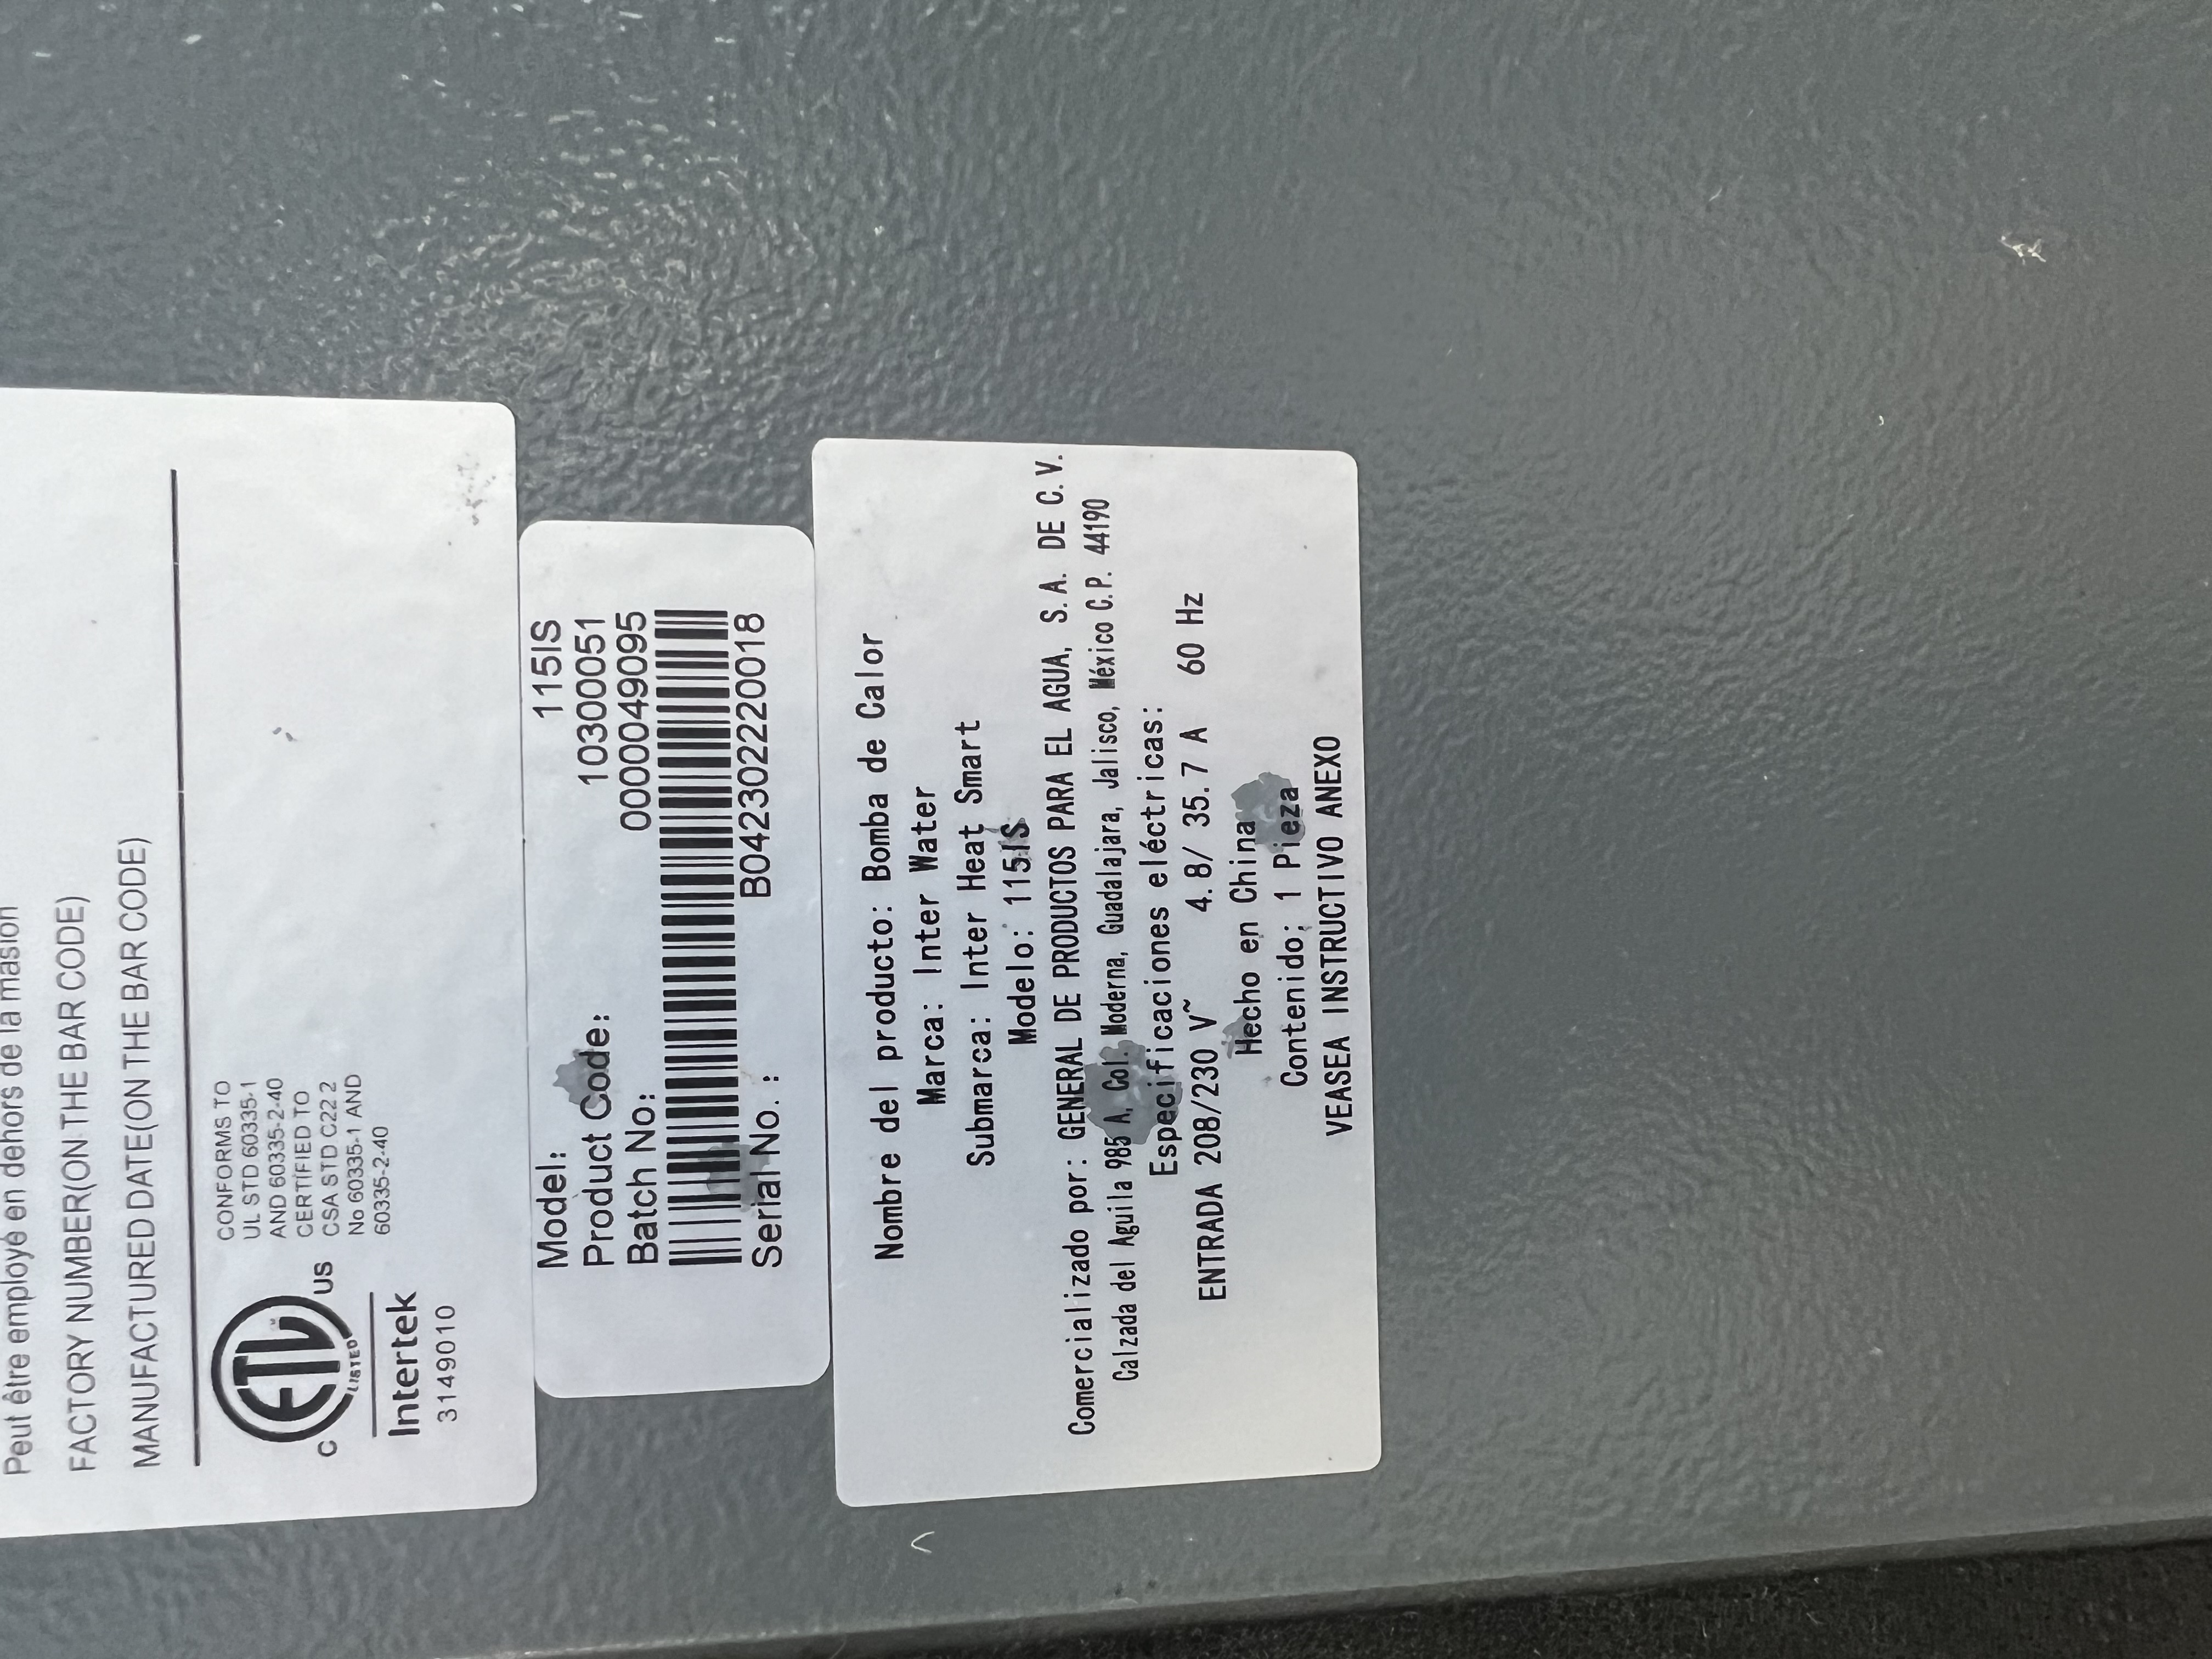 Peut être employé en dehors de la masion
FACTORY NUMBER(ON THE BAR CODE)
MANUFACTURED DATE(ON THE BAR CODE)
C ETL US
LISTED
Intertek
3149010
CONFORMS TO
UL STD 60335-1
AND 60335-2-40
CERTIFIED TO
CSA STD C222 2
No 60335-1 AND
60335-2-40
Model: 115IS
Product Code: 10300051
Batch No: 0000049095
Serial No. : B0423022220018
Nombre del producto: Bomba de Calor
Marca: Inter Water
Submarca: Inter Heat Smart
Modelo: 115IS
Comercializado por: GENERAL DE PRODUCTOS PARA EL AGUA, S.A. DE C.V.
Calzada del Aguila 985 A, Col. Moderna, Guadalajara, Jalisco, México C.P. 44190
Especificaciones eléctricas:
ENTRADA 208/230 V~ 4.8/ 35.7 A 60 Hz
Hecho en China
Contenido: 1 Pieza
VEASEA INSTRUCTIVO ANEXO